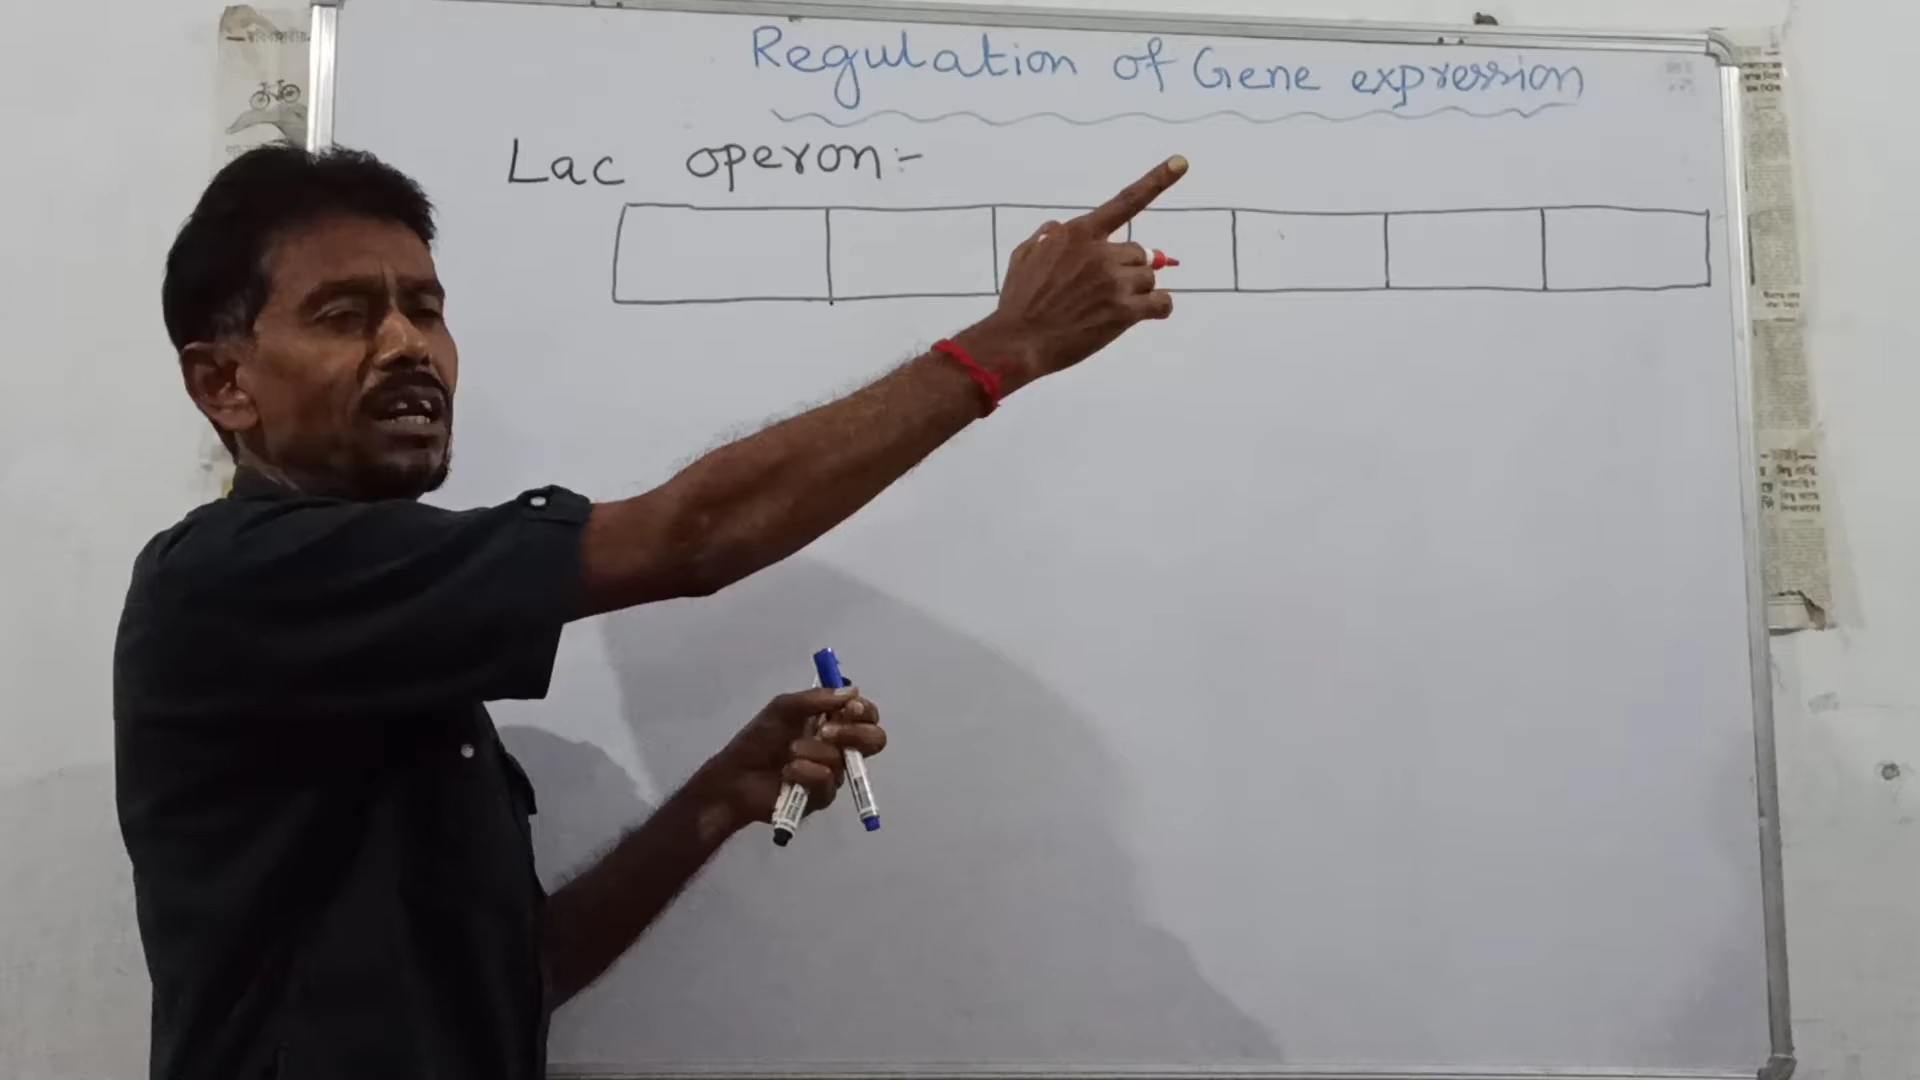 Regulation of Gene expression
Lac operon:-